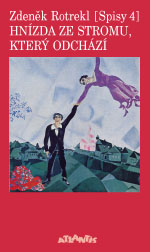 Zdeněk Rotrekl [Spisy 4]
HNÍZDA ZE STROMU,
KTERÝ ODCHÁZÍ
ATLANTIS